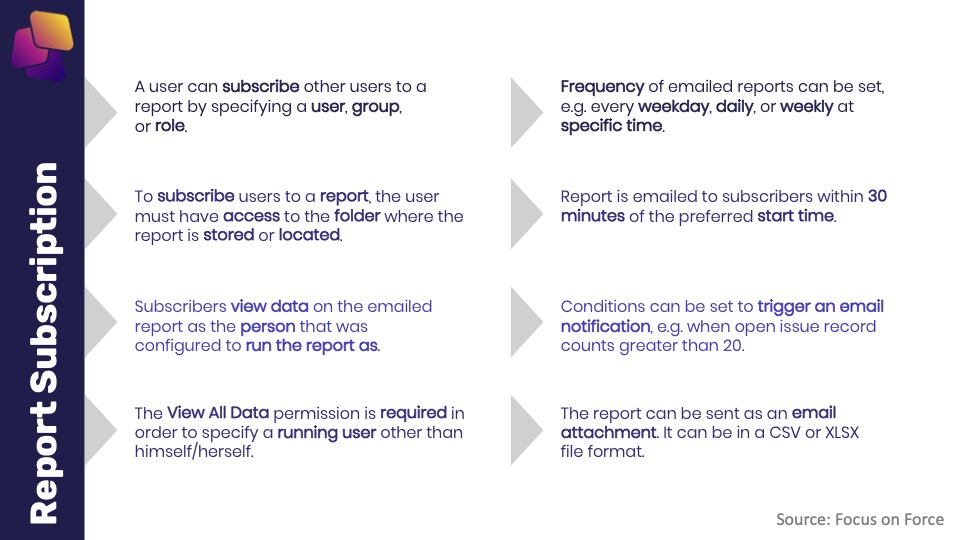 Report Subscription
A user can subscribe other users to a
report by specifying a user, group,
or role.
To subscribe users to a report, the user
must have access to the folder where the
report is stored or located.
Subscribers view data on the emailed
report as the person that was
configured to run the report as.
The View All Data permission is required in
order to specify a running user other than
himself/herself.
Frequency of emailed reports can be set,
e.g. every weekday, daily, or weekly at
specific time.
Report is emailed to subscribers within 30
minutes of the preferred start time.
Conditions can be set to trigger an email
notification, e.g. when open issue record
counts greater than 20.
The report can be sent as an email
attachment. It can be in a CSV or XLSX
file format.
Source: Focus on Force